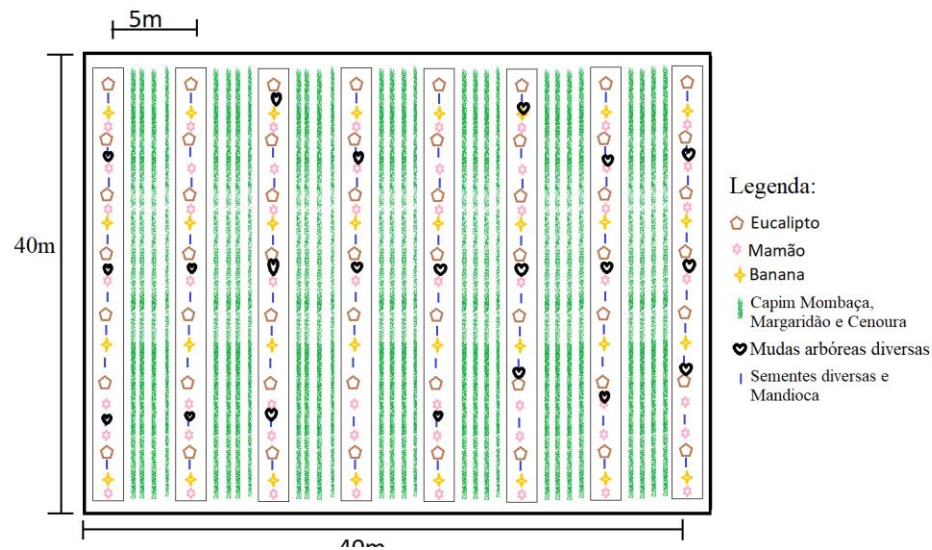 5m
40m
Legenda:
Eucalipto
Mamão
Banana
Capim Mombaça,
Margaridão e Cenoura
Mudas arbóreas diversas
Sementes diversas e
Mandioca
40m